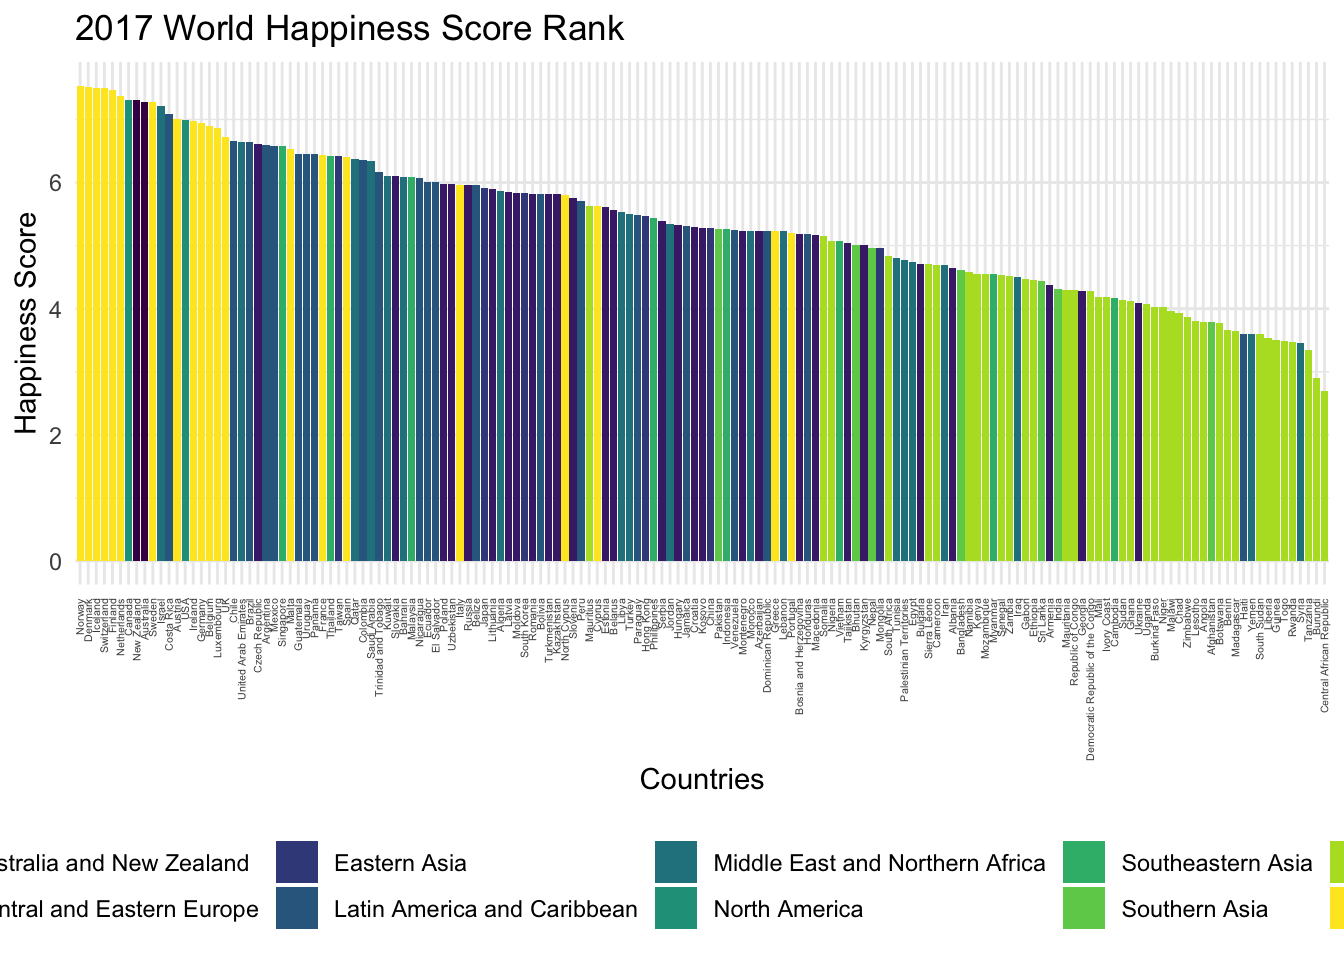 2017 World Happiness Score Rank
Happiness Score
6
4
2
0
Norway
Denmark
Iceland
Switzerland
Finland
Netherlands
Canada
New Zealand
Australia
Sweden
Israel
Costa Rica
Austria
USA
Ireland
Germany
Belgium
Luxembourg
UK
Chile
United Arab Emirates
Brazil
Czech Republic
Argentina
Mexico
Singapore
Malta
Guatemala
Uruguay
Panama
France
Thailand
Taiwan
Spain
Qatar
Colombia
Saudi Arabia
Trinidad and Tobago
Kuwait
Slovakia
Bahrain
Malaysia
Nicaragua
Ecuador
El Salvador
Poland
Uzbekistan
Italy
Russia
Belize
Japan
Lithuania
Algeria
Latvia
Moldova
South Korea
Romania
Bolivia
Turkmenistan
Kazakhstan
North Cyprus
Slovenia
Peru
Mauritius
Cyprus
Estonia
Belarus
Libya
Turkey
Paraguay
Hong Kong
Philippines
Serbia
Jordan
Hungary
Jamaica
Croatia
Kosovo
China
Pakistan
Indonesia
Venezuela
Montenegro
Morocco
Azerbaijan
Dominican Republic
Greece
Lebanon
Portugal
Bosnia and Herzegovina
Honduras
Macedonia
Somalia
Nigeria
Vietnam
Tajikistan
Bhutan
Kyrgyzstan
Nepal
Mongolia
South Africa
Tunisia
Palestinian Territories
Egypt
Bulgaria
Sierra Leone
Cameroon
Iran
Albania
Bangladesh
Namibia
Kenya
Mozambique
Myanmar
Senegal
Zambia
Iraq
Gabon
Ethiopia
Sri Lanka
Armenia
India
Mauritania
Republic of Congo
Georgia
Democratic Republic of the Congo
Mali
Ivory Coast
Cambodia
Sudan
Ghana
Ukraine
Uganda
Burkina Faso
Niger
Malawi
Chad
Zimbabwe
Lesotho
Angola
Afghanistan
Botswana
Benin
Madagascar
Haiti
Yemen
South Sudan
Liberia
Guinea
Togo
Rwanda
Syria
Tanzania
Burundi
Central African Republic
Countries
stralia and New Zealand
Eastern Asia
Middle East and Northern Africa
Southeastern Asia
ntral and Eastern Europe
Latin America and Caribbean
North America
Southern Asia